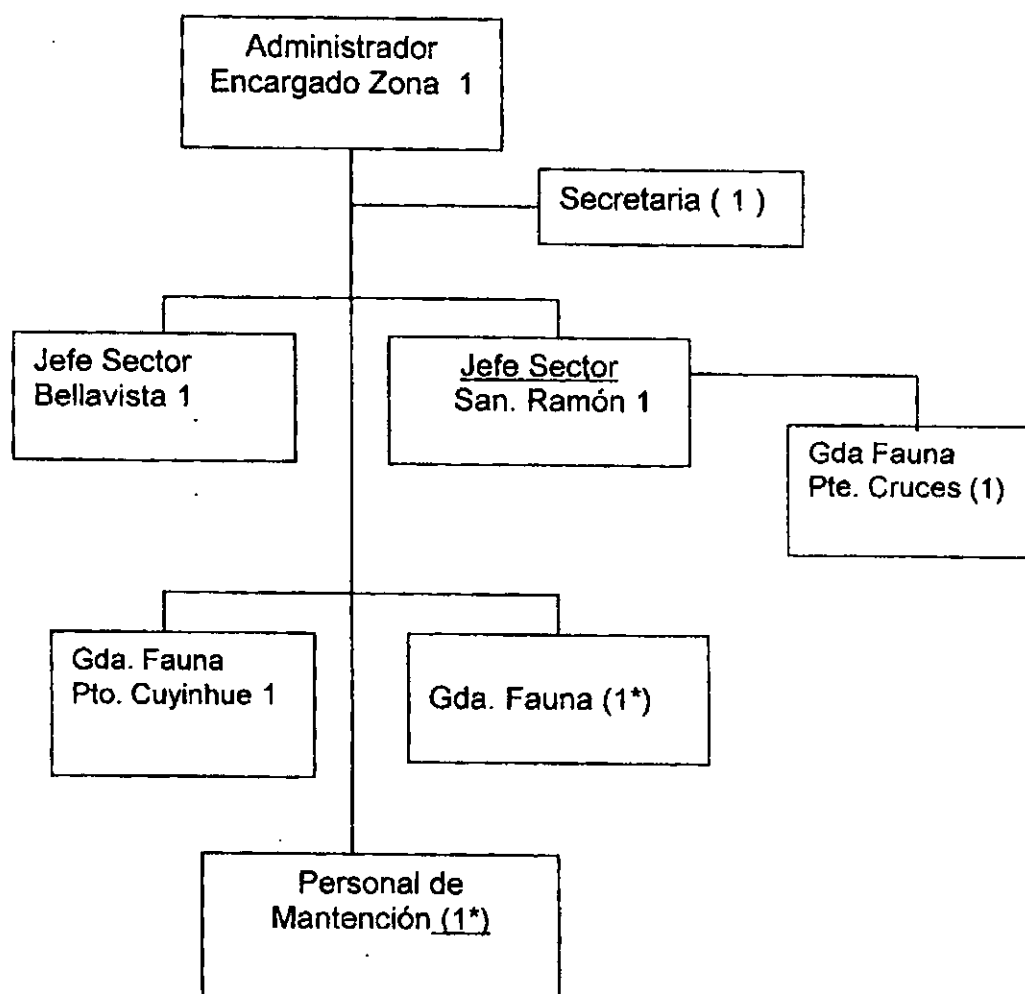 Administrador
Encargado Zona 1
Secretaria ( 1 )
Jefe Sector
Bellavista 1
Jefe Sector
San. Ramón 1
Gda Fauna
Pte. Cruces (1)
Gda. Fauna
Pto. Cuyinhue 1
Gda. Fauna (1*)
Personal de
Mantención (1*)